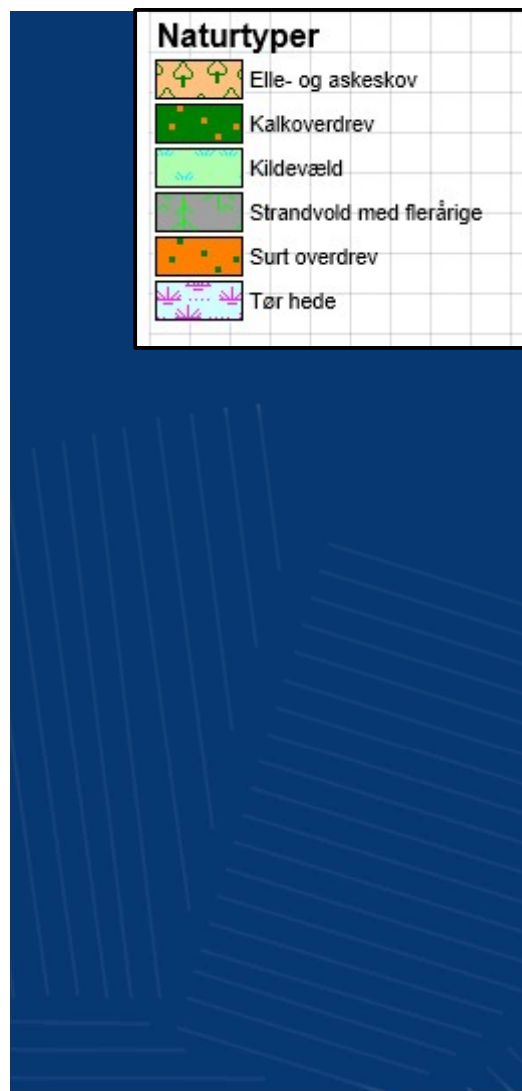 Naturtyper
Elle- og askeskov
Kalkoverdrev
Kildevæld
Strandvold med flerårige
Surt overdrev
Tør hede